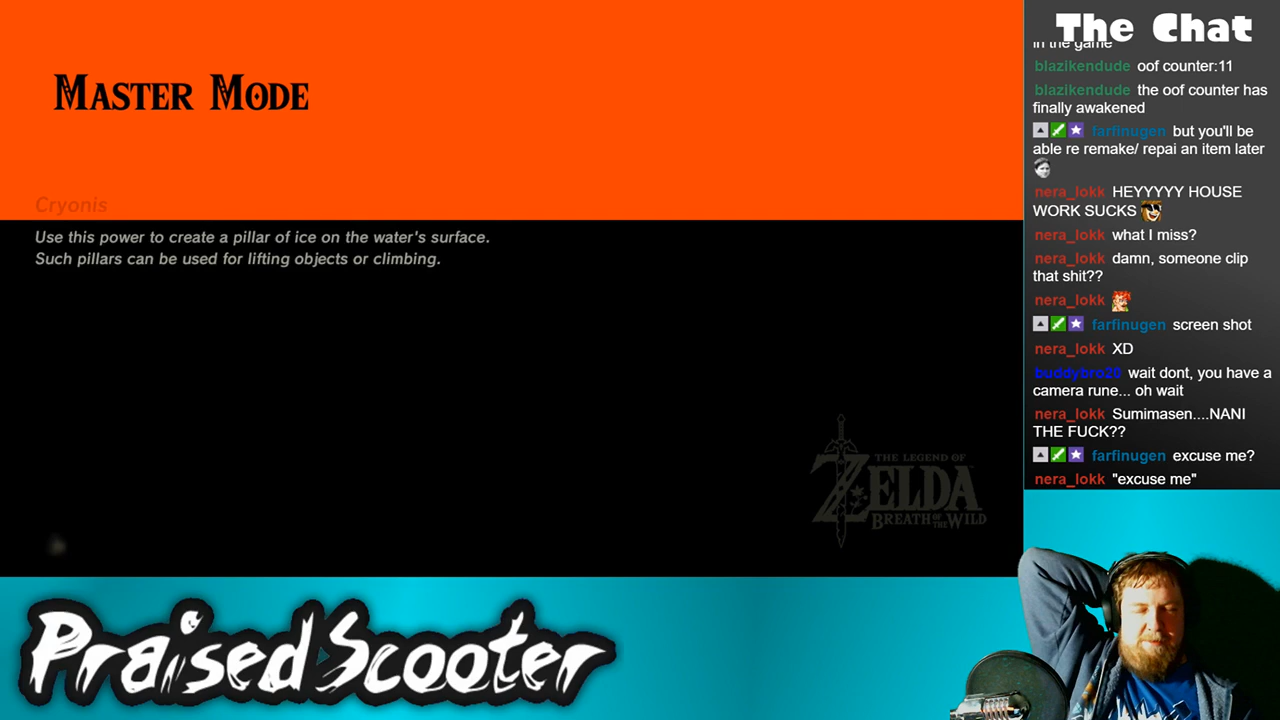 Master Mode
Cryonis
Use this power to create a pillar of ice on the water's surface.
Such pillars can be used for lifting objects or climbing.
THE LEGEND OF
ZELDA
BREATH OF THE WILD
PraisedScooter
The Chat
in the game
blazikendude oof counter:11
blazikendude the oof counter has
finally awakened
farfinugen but you'll be
able re remake/ repai an item later
nera_lokk HEYYYYY HOUSE
WORK SUCKS
nera_lokk what I miss?
nera_lokk damn, someone clip
that shit??
nera_lokk
farfinugen screen shot
nera_lokk XD
buddybro20 wait dont, you have a
camera rune... oh wait
nera_lokk Sumimasen....NANI
THE FUCK??
farfinugen excuse me?
nera_lokk "excuse me"